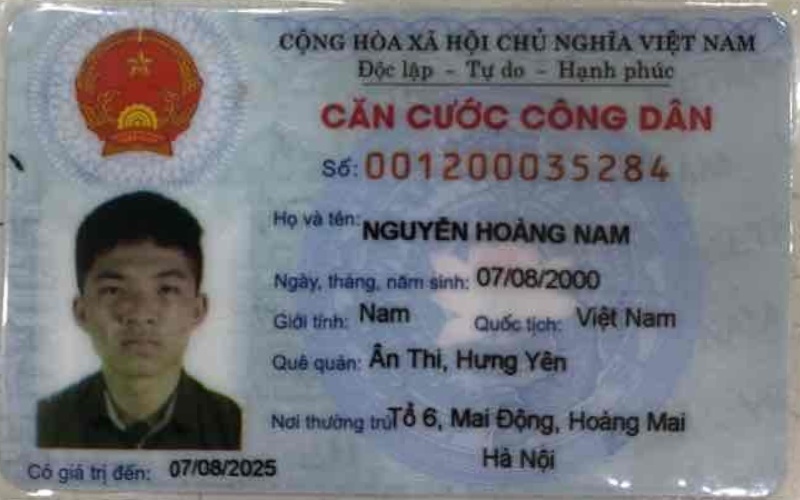 CỘNG HÒA XÃ HỘI CHỦ NGHĨA VIỆT NAM
Độc lập - Tự do - Hạnh phúc
CĂN CƯỚC CÔNG DÂN
Số: 001200035284
Họ và tên: NGUYỄN HOÀNG NAM
Ngày, tháng, năm sinh: 07/08/2000
Giới tính: Nam Quốc tịch: Việt Nam
Quê quán: Ân Thi, Hưng Yên
Nơi thường trú Tổ 6, Mai Động, Hoàng Mai
Hà Nội
Có giá trị đến: 07/08/2025